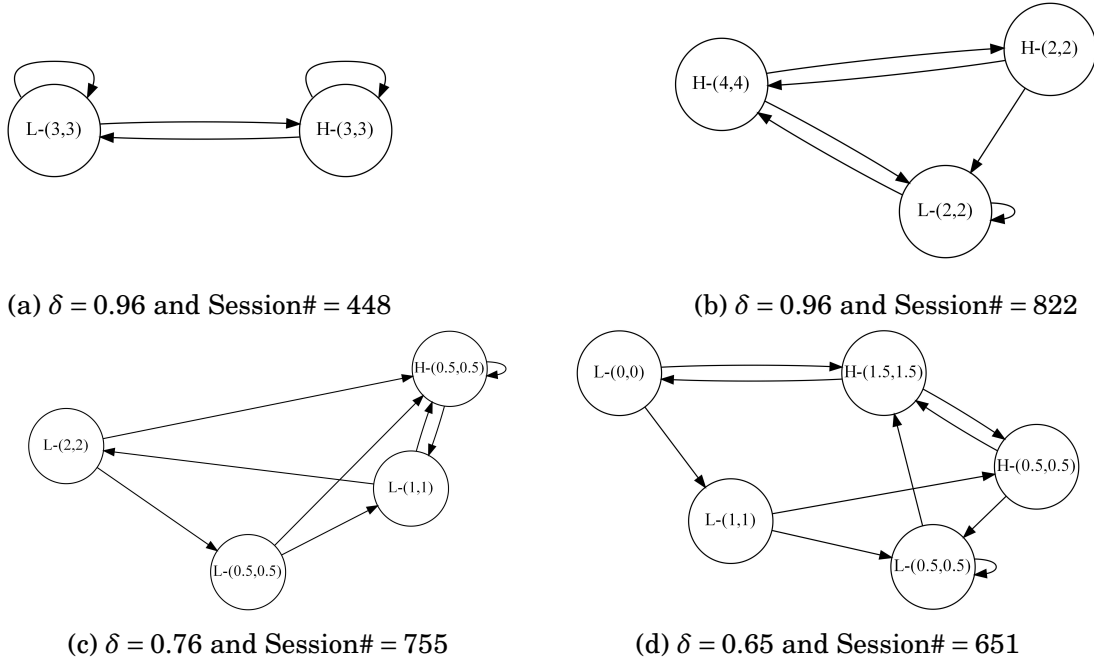 L-(3,3)
H-(3,3)
H-(4,4)
H-(2,2)
L-(2,2)
(a) δ = 0.96 and Session# = 448
(b) δ = 0.96 and Session# = 822
H-(0.5,0.5)
L-(2,2)
L-(1,1)
L-(0.5,0.5)
L-(0,0)
H-(1.5,1.5)
H-(0.5,0.5)
L-(1,1)
L-(0.5,0.5)
(c) δ = 0.76 and Session# = 755
(d) δ = 0.65 and Session# = 651